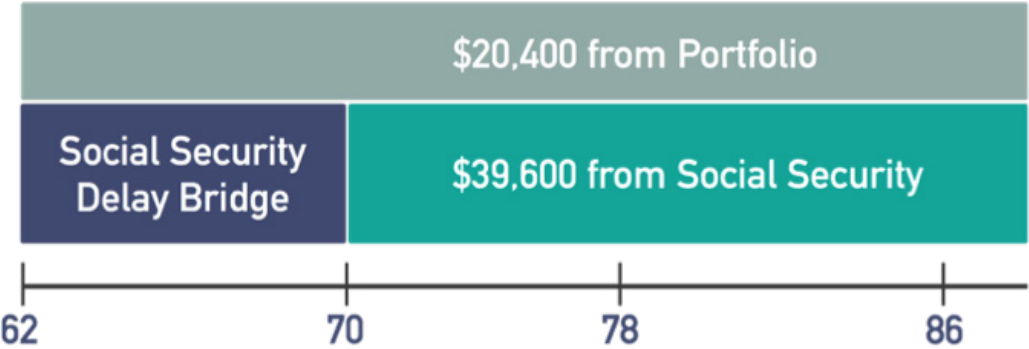 $20,400 from Portfolio
Social Security
Delay Bridge
$39,600 from Social Security
62 70 78 86